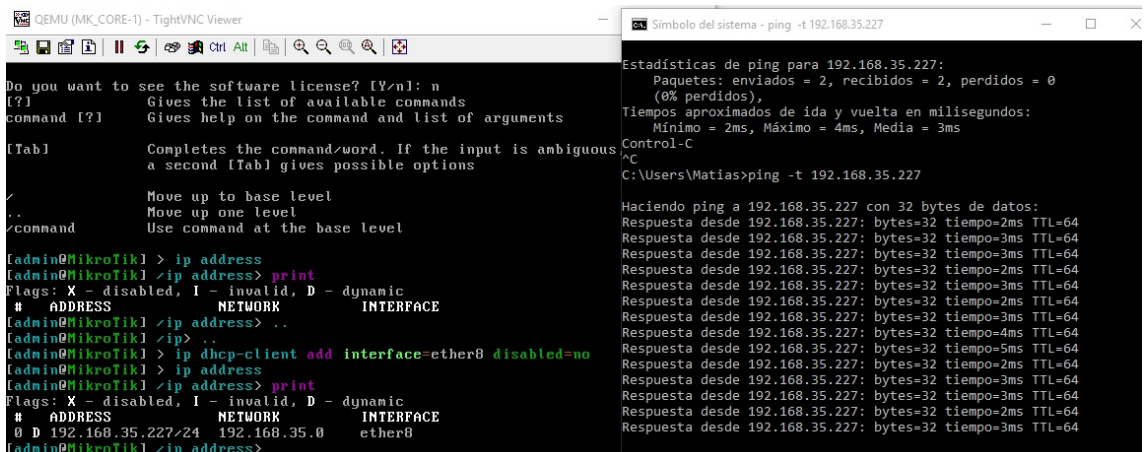 QEMU (MK_CORE-1) - TightVNC Viewer
Ctrl Alt
Do you want to see the software license? [Y/n]: n
[?] Gives the list of available commands
command [?] Gives help on the command and list of arguments
[Tab] Completes the command/word. If the input is ambiguous,
a second [Tab] gives possible options
/ Move up to base level
.. Move up one level
/command Use command at the base level
[admin@MikroTik] > ip address
[admin@MikroTik] /ip address> print
Flags: X - disabled, I - invalid, D - dynamic
# ADDRESS NETWORK INTERFACE
[admin@MikroTik] /ip address> ..
[admin@MikroTik] /ip> ..
[admin@MikroTik] > ip dhcp-client add interface=ether8 disabled=no
[admin@MikroTik] > ip address
[admin@MikroTik] /ip address> print
Flags: X - disabled, I - invalid, D - dynamic
# ADDRESS NETWORK INTERFACE
0 D 192.168.35.227/24 192.168.35.0 ether8
[admin@MikroTik] /ip address>
Símbolo del sistema - ping -t 192.168.35.227
Estadísticas de ping para 192.168.35.227:
Paquetes: enviados = 2, recibidos = 2, perdidos = 0
(0% perdidos),
Tiempos aproximados de ida y vuelta en milisegundos:
Mínimo = 2ms, Máximo = 4ms, Media = 3ms
Control-C
^C
C:\Users\Matias>ping -t 192.168.35.227
Haciendo ping a 192.168.35.227 con 32 bytes de datos:
Respuesta desde 192.168.35.227: bytes=32 tiempo=2ms TTL=64
Respuesta desde 192.168.35.227: bytes=32 tiempo=3ms TTL=64
Respuesta desde 192.168.35.227: bytes=32 tiempo=3ms TTL=64
Respuesta desde 192.168.35.227: bytes=32 tiempo=2ms TTL=64
Respuesta desde 192.168.35.227: bytes=32 tiempo=3ms TTL=64
Respuesta desde 192.168.35.227: bytes=32 tiempo=2ms TTL=64
Respuesta desde 192.168.35.227: bytes=32 tiempo=3ms TTL=64
Respuesta desde 192.168.35.227: bytes=32 tiempo=4ms TTL=64
Respuesta desde 192.168.35.227: bytes=32 tiempo=5ms TTL=64
Respuesta desde 192.168.35.227: bytes=32 tiempo=2ms TTL=64
Respuesta desde 192.168.35.227: bytes=32 tiempo=3ms TTL=64
Respuesta desde 192.168.35.227: bytes=32 tiempo=3ms TTL=64
Respuesta desde 192.168.35.227: bytes=32 tiempo=2ms TTL=64
Respuesta desde 192.168.35.227: bytes=32 tiempo=3ms TTL=64